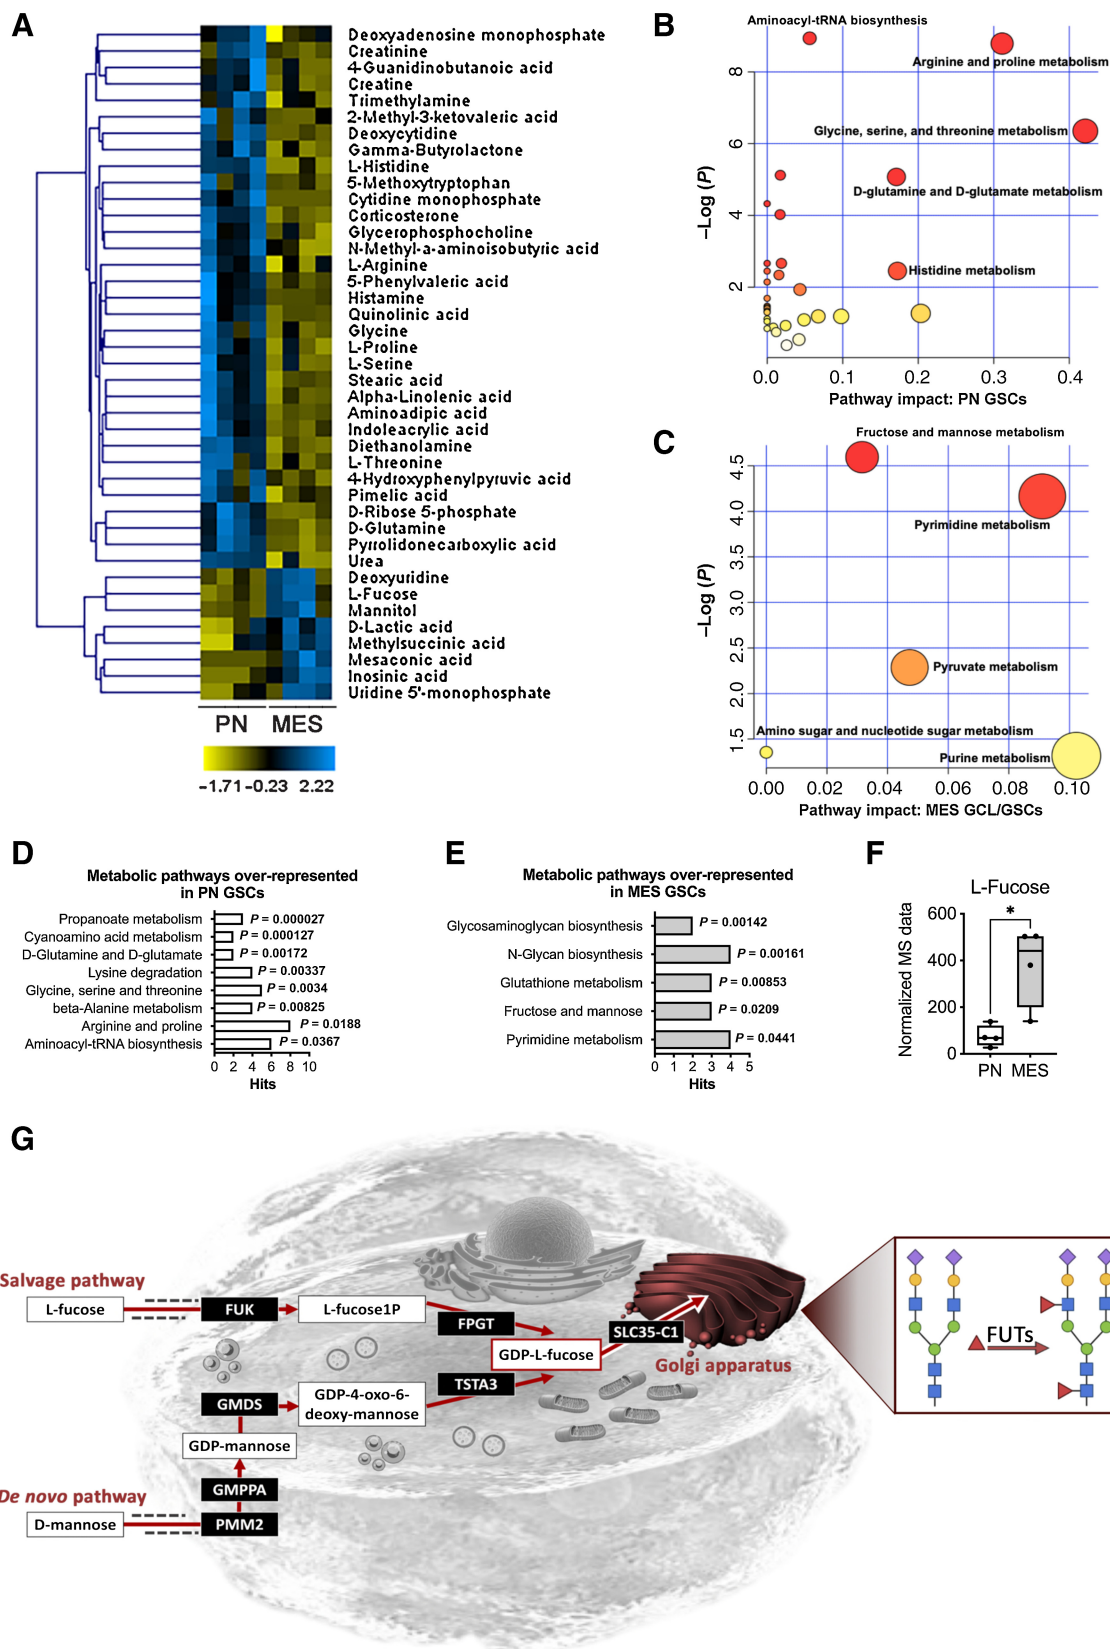 A
Deoxyadenosine monophosphate
Creatinine
4-Guanidinobutanoic acid
Creatine
Trimethylamine
2-Methyl-3-ketovaleric acid
Deoxycytidine
Gamma-Butyrolactone
L-Histidine
5-Methoxytryptophan
Cytidine monophosphate
Corticosterone
Glycerophosphocholine
N-Methyl-a-aminoisobutyric acid
L-Arginine
5-Phenylvaleric acid
Histamine
Quinolinic acid
Glycine
L-Proline
L-Serine
Stearic acid
Alpha-Linolenic acid
Aminoadipic acid
Indoleacrylic acid
Diethanolamine
L-Threonine
4-Hydroxyphenylpyruvic acid
Pimelic acid
D-Ribose 5-phosphate
D-Glutamine
Pyrrolidonecarboxylic acid
Urea
Deoxyuridine
L-Fucose
Mannitol
D-Lactic acid
Methylsuccinic acid
Mesaconic acid
Inosinic acid
Uridine 5'-monophosphate
PN MES
-1.71 -0.23 2.22
B
Aminoacyl-tRNA biosynthesis
Arginine and proline metabolism
Glycine, serine, and threonine metabolism
D-glutamine and D-glutamate metabolism
Histidine metabolism
–Log (P)
8
6
4
2
0.0 0.1 0.2 0.3 0.4
Pathway impact: PN GSCs
C
Fructose and mannose metabolism
Pyrimidine metabolism
Pyruvate metabolism
Amino sugar and nucleotide sugar metabolism
Purine metabolism
–Log (P)
4.5
4.0
3.5
3.0
2.5
2.0
1.5
0.00 0.02 0.04 0.06 0.08 0.10
Pathway impact: MES GCL/GSCs
D
Metabolic pathways over-represented
in PN GSCs
Propanoate metabolism P = 0.000027
Cyanoamino acid metabolism P = 0.000127
D-Glutamine and D-glutamate P = 0.00172
Lysine degradation P = 0.00337
Glycine, serine and threonine P = 0.0034
beta-Alanine metabolism P = 0.00825
Arginine and proline P = 0.0188
Aminoacyl-tRNA biosynthesis P = 0.0367
0 2 4 6 8 10
Hits
E
Metabolic pathways over-represented
in MES GSCs
Glycosaminoglycan biosynthesis P = 0.00142
N-Glycan biosynthesis P = 0.00161
Glutathione metabolism P = 0.00853
Fructose and mannose P = 0.0209
Pyrimidine metabolism P = 0.0441
0 1 2 3 4 5
Hits
F
L-Fucose
*
Normalized MS data
600
400
200
0
PN MES
G
Salvage pathway
L-fucose
FUK
L-fucose1P
FPGT
GDP-L-fucose
SLC35-C1
Golgi apparatus
TSTA3
GMDS
GDP-4-oxo-6-
deoxy-mannose
GDP-mannose
GMPPA
De novo pathway
D-mannose
PMM2
FUTs